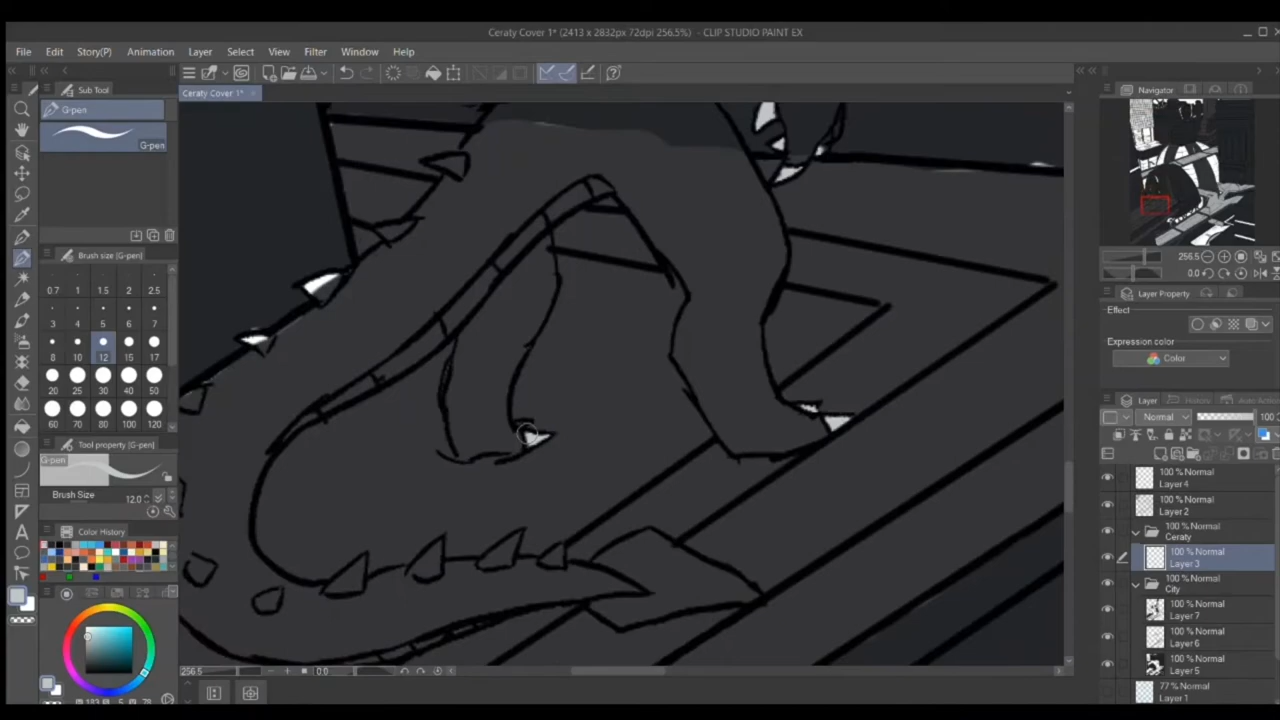 Ceraty Cover 1* (2413 x 2832px 72dpi 256.5%) - CLIP STUDIO PAINT EX
File Edit Story(P) Animation Layer Select View Filter Window Help
Sub Tool
G-pen
G-pen
Ceraty Cover 1*
Navigator
256.5
0.0
Brush size (G-pen)
0.7 1 1.5 2 2.5
3 4 5 6 7
8 10 12 15 17
20 25 30 40 50
60 70 80 100 120
Tool property (G-pen)
G-pen
Brush Size 12.0
Color History
Layer Property
Effect
Expression color
Color
Layer History
Normal 100
100 % Normal
Layer 4
100 % Normal
Layer 2
100 % Normal
Ceraty
100 % Normal
Layer 3
100 % Normal
City
100 % Normal
Layer 7
100 % Normal
Layer 6
100 % Normal
Layer 5
77 % Normal
Layer 1
256.5 0.0